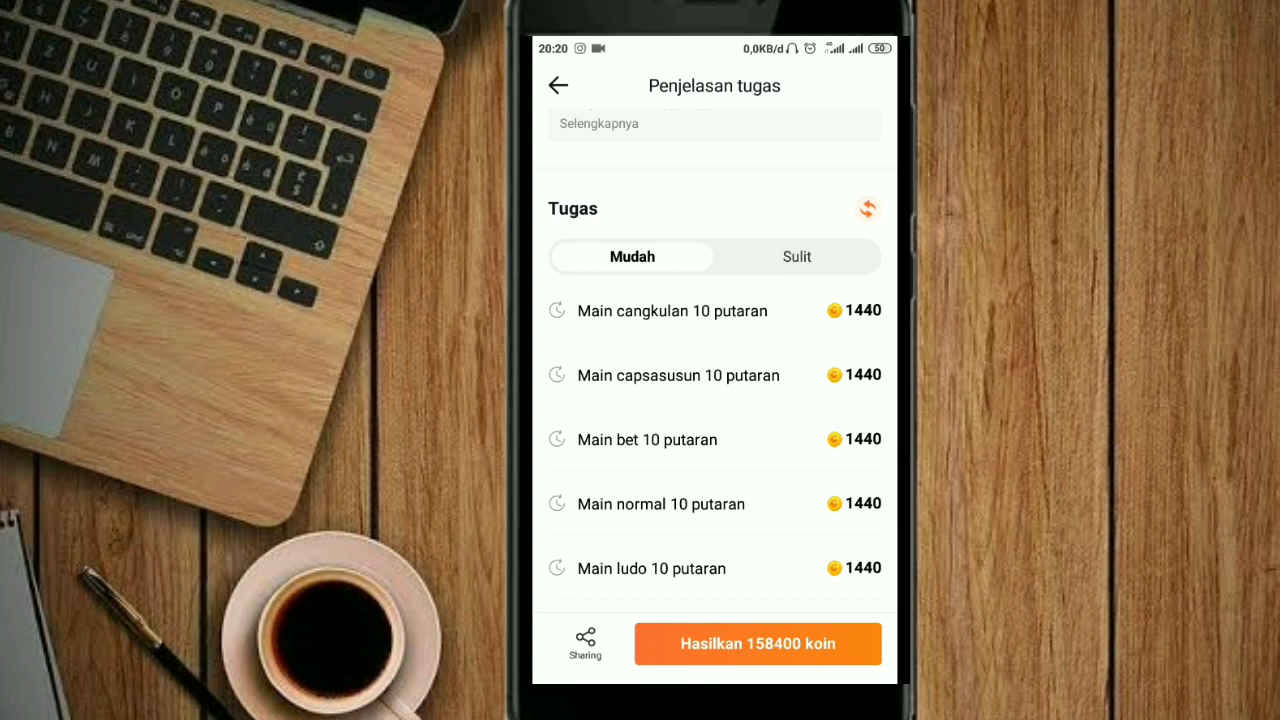 20:20
0,0KB/d
4G
50
Penjelasan tugas
Selengkapnya
Tugas
Mudah
Sulit
Main cangkulan 10 putaran
1440
Main capsasusun 10 putaran
1440
Main bet 10 putaran
1440
Main normal 10 putaran
1440
Main ludo 10 putaran
1440
Sharing
Hasilkan 158400 koin